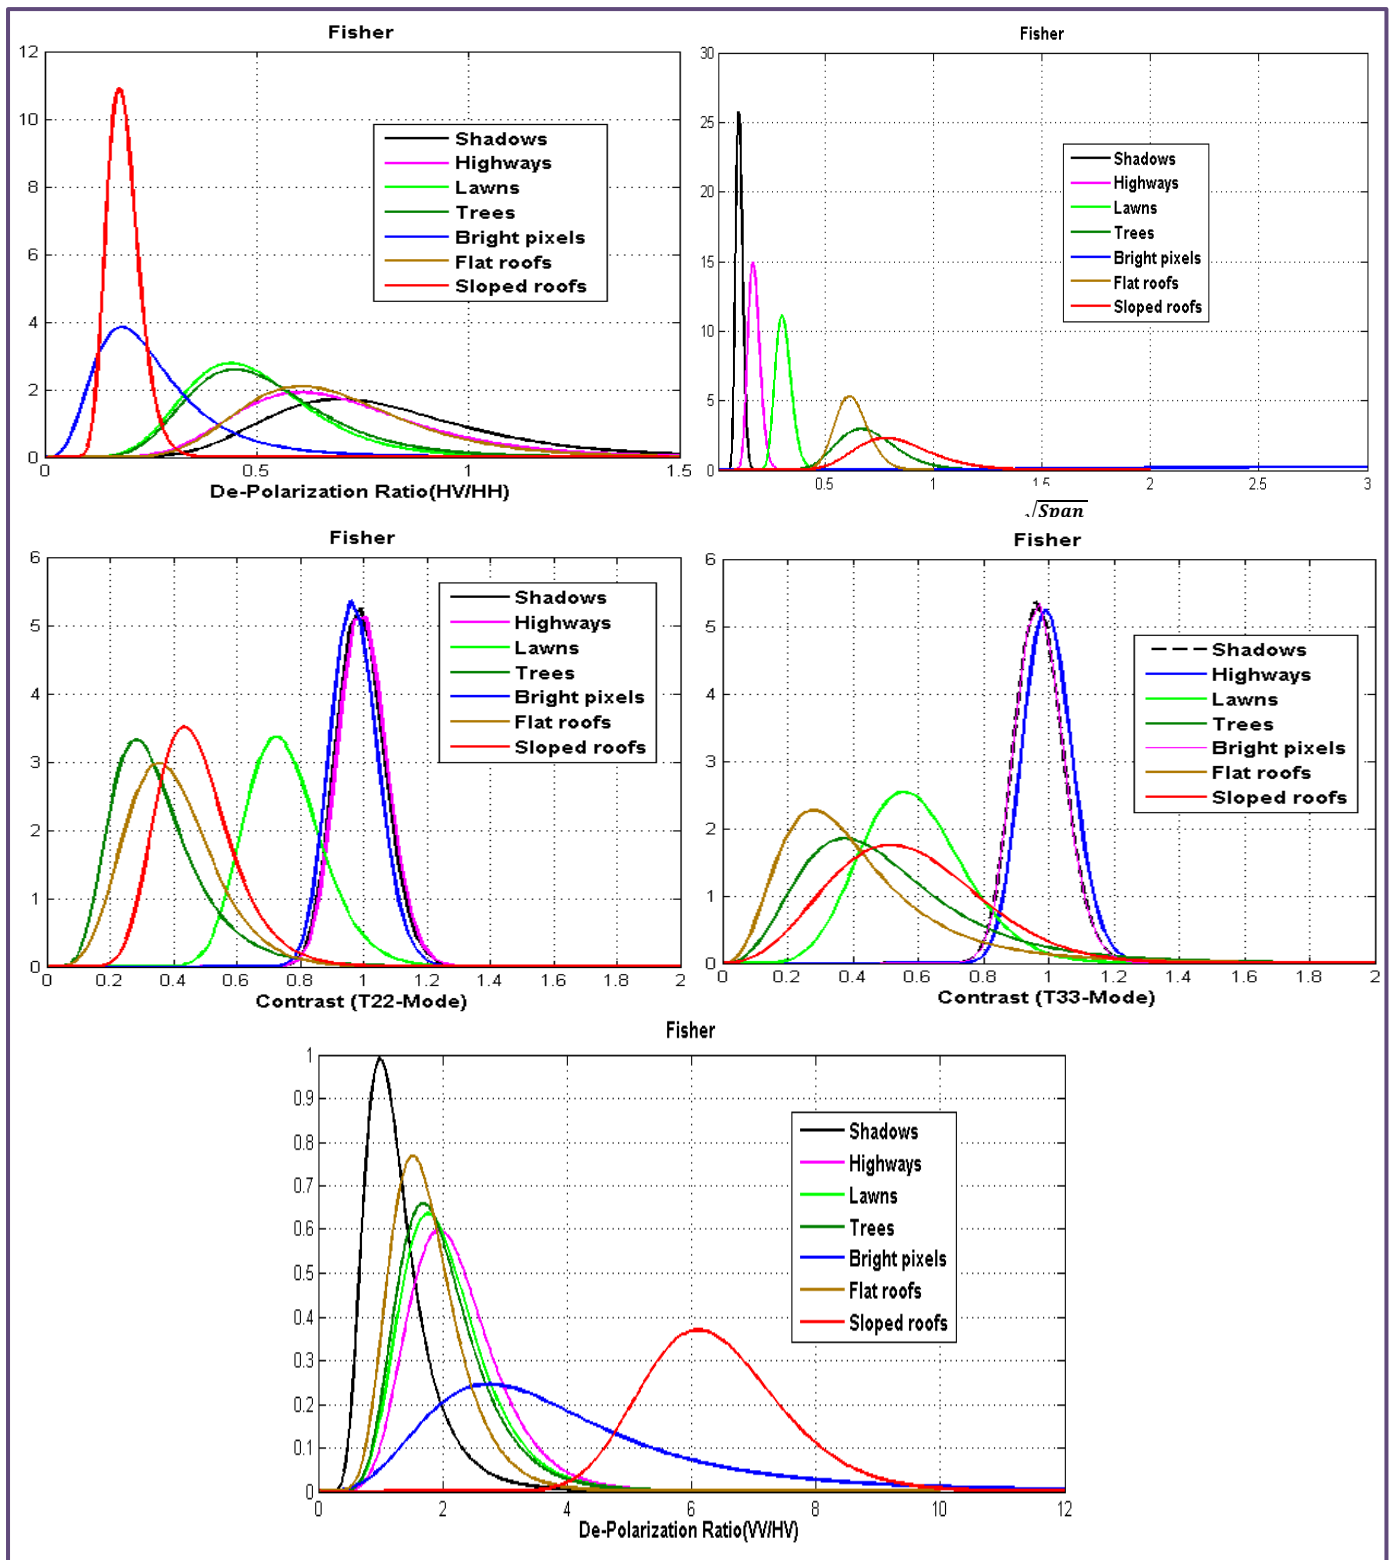 Fisher
12
10
8
6
4
2
0
Shadows
Highways
Lawns
Trees
Bright pixels
Flat roofs
Sloped roofs
0 0.5 1 1.5
De-Polarization Ratio(HV/HH)
Fisher
30
25
20
15
10
5
0
Shadows
Highways
Lawns
Trees
Bright pixels
Flat roofs
Sloped roofs
0.5 1 1.5 2 2.5 3
√Span
Fisher
6
5
4
3
2
1
0
Shadows
Highways
Lawns
Trees
Bright pixels
Flat roofs
Sloped roofs
0 0.2 0.4 0.6 0.8 1 1.2 1.4 1.6 1.8 2
Contrast (T22-Mode)
Fisher
6
5
4
3
2
1
0
Shadows
Highways
Lawns
Trees
Bright pixels
Flat roofs
Sloped roofs
0 0.2 0.4 0.6 0.8 1 1.2 1.4 1.6 1.8 2
Contrast (T33-Mode)
Fisher
1
0.9
0.8
0.7
0.6
0.5
0.4
0.3
0.2
0.1
0
Shadows
Highways
Lawns
Trees
Bright pixels
Flat roofs
Sloped roofs
0 2 4 6 8 10 12
De-Polarization Ratio(VV/HV)